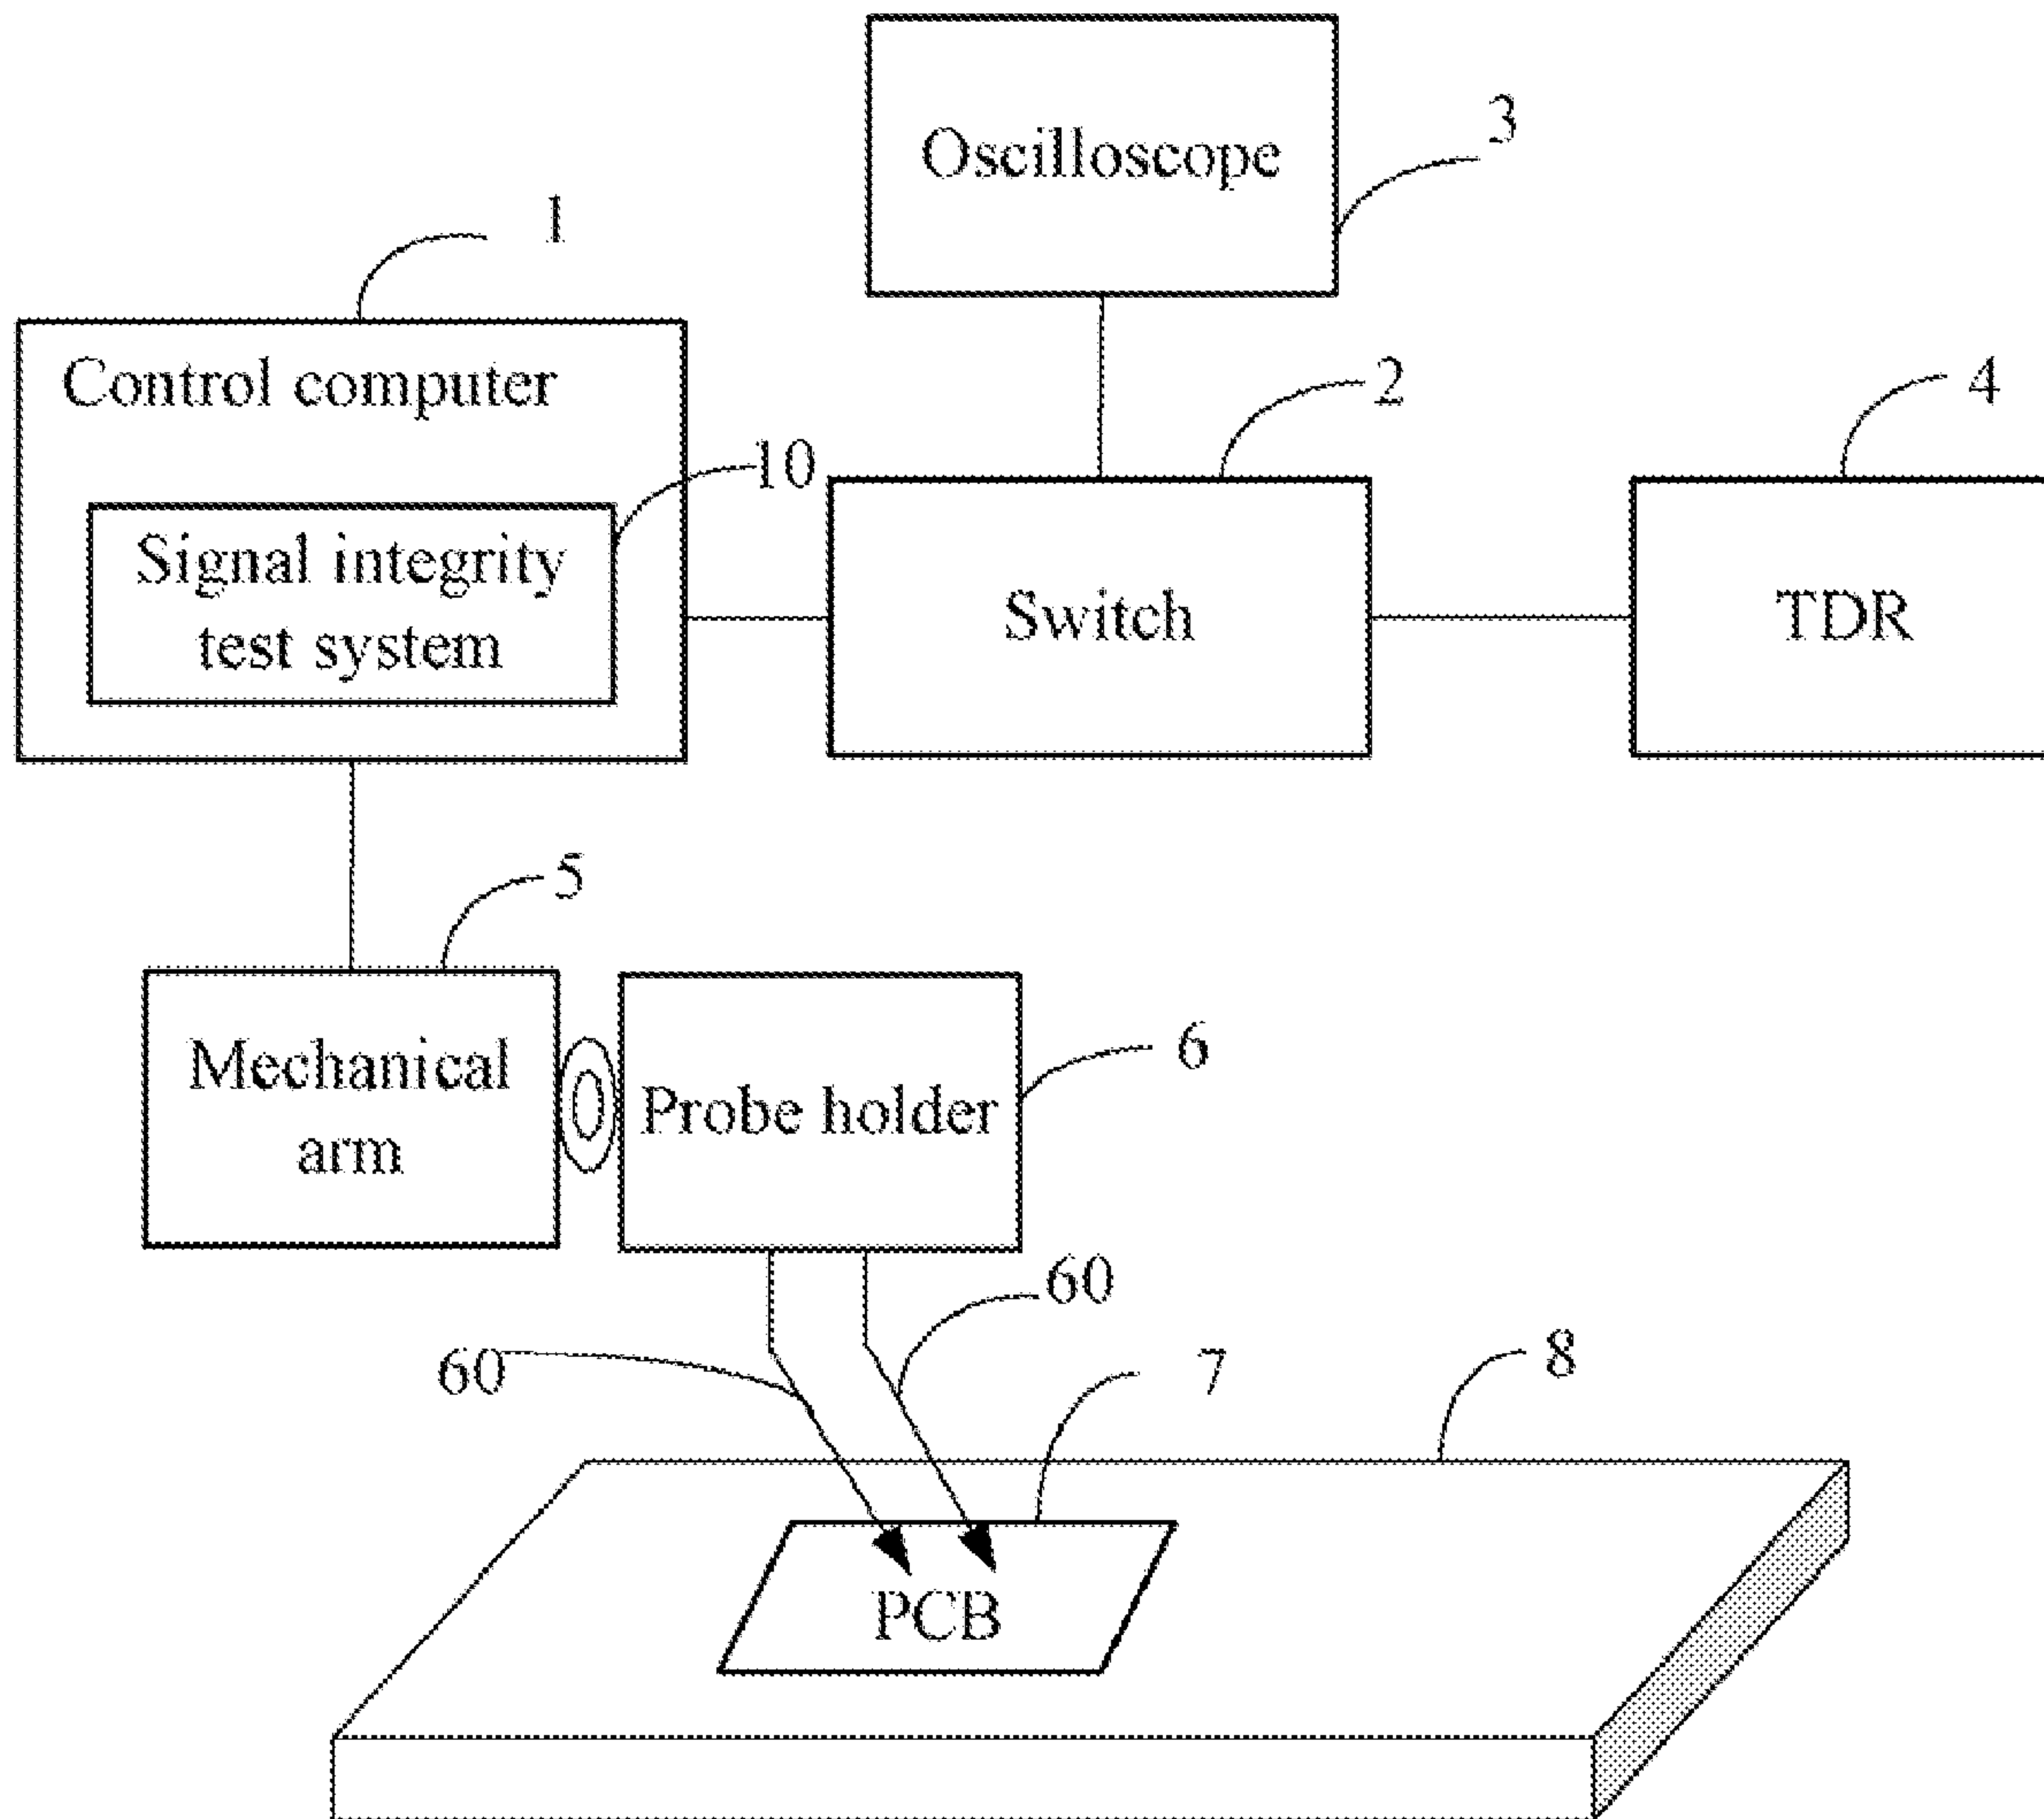 Oscilloscope
3
1
Control computer
2
4
10
Signal integrity
test system
Switch
TDR
5
Mechanical
arm
Probe holder
6
60
60
7
8
PCB